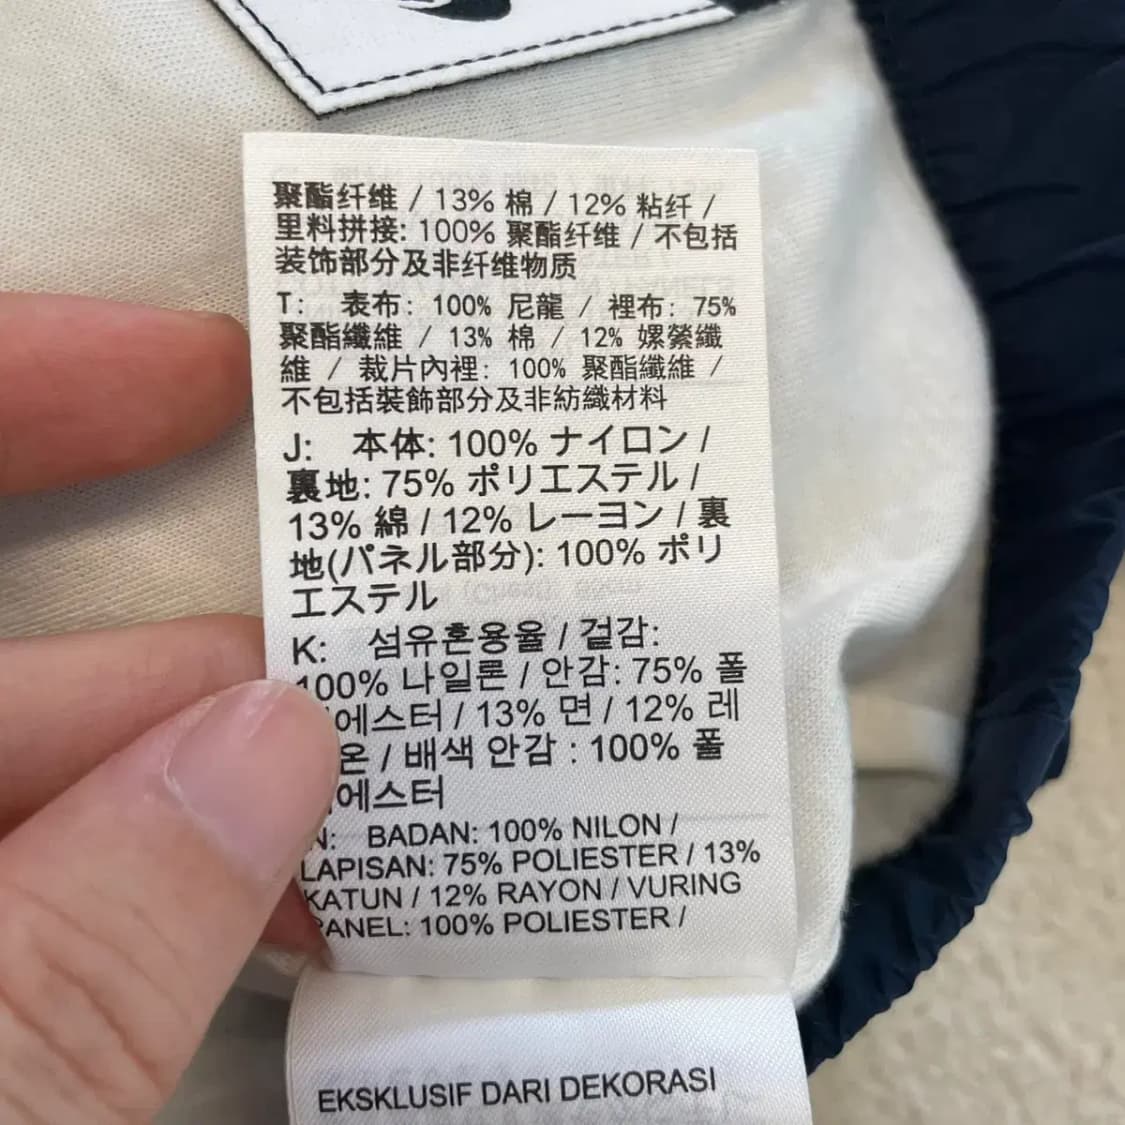 聚酯纤维 / 13% 棉 / 12% 粘纤 /
里料拼接: 100% 聚酯纤维 / 不包括
装饰部分及非纤维物质
T: 表布: 100% 尼龍 / 裡布: 75%
聚酯纖維 / 13% 棉 / 12% 嫘縈纖
維 / 裁片內裡: 100% 聚酯纖維 /
不包括裝飾部分及非紡織材料
J: 本体: 100% ナイロン /
裏地: 75% ポリエステル /
13% 綿 / 12% レーヨン / 裏
地(パネル部分): 100% ポリ
エステル
K: 섬유혼용율 / 겉감:
100% 나일론 / 안감: 75% 폴
에스터 / 13% 면 / 12% 레
온 / 배색 안감 : 100% 폴
에스터
N: BADAN: 100% NILON /
LAPISAN: 75% POLIESTER / 13%
KATUN / 12% RAYON / VURING
PANEL: 100% POLIESTER /
EKSKLUSIF DARI DEKORASI